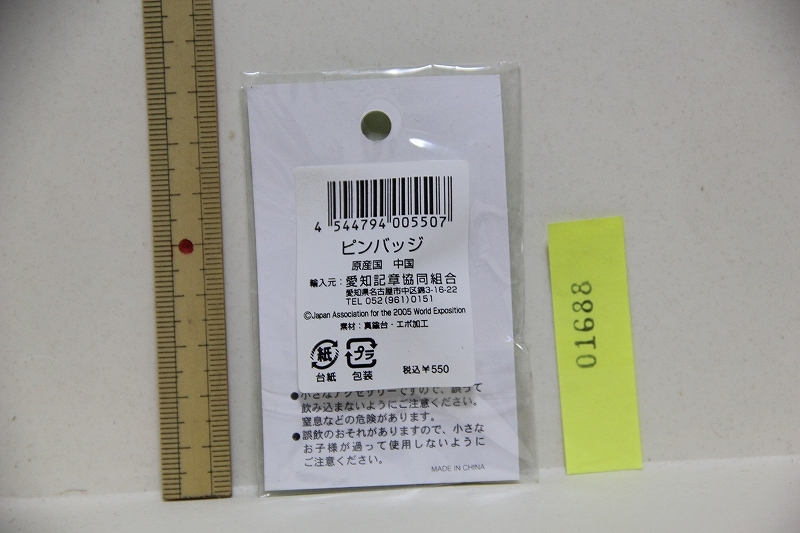 4 544794 005507
ピンバッジ
原産国 中国
輸入元：愛知記章協同組合
愛知県名古屋市中区錦3-16-22
TEL 052(961)0151
©Japan Association for the 2005 World Exposition
素材：真鍮台・エポ加工
紙 プラ
台紙 包装 税込¥550
●小さなアクセサリーですので、誤って
飲み込まないようにご注意ください。
窒息などの危険があります。
●誤飲のおそれがありますので、小さな
お子様が過って使用しないように
ご注意ください。
MADE IN CHINA
01688